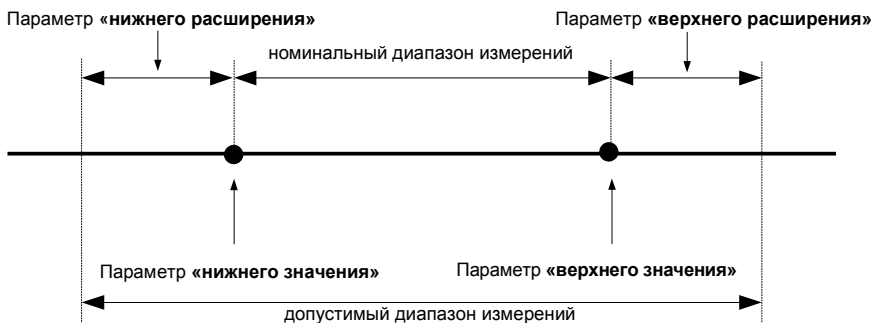 Параметр «нижнего расширения»
Параметр «верхнего расширения»
номинальный диапазон измерений
Параметр «нижнего значения»
Параметр «верхнего значения»
допустимый диапазон измерений